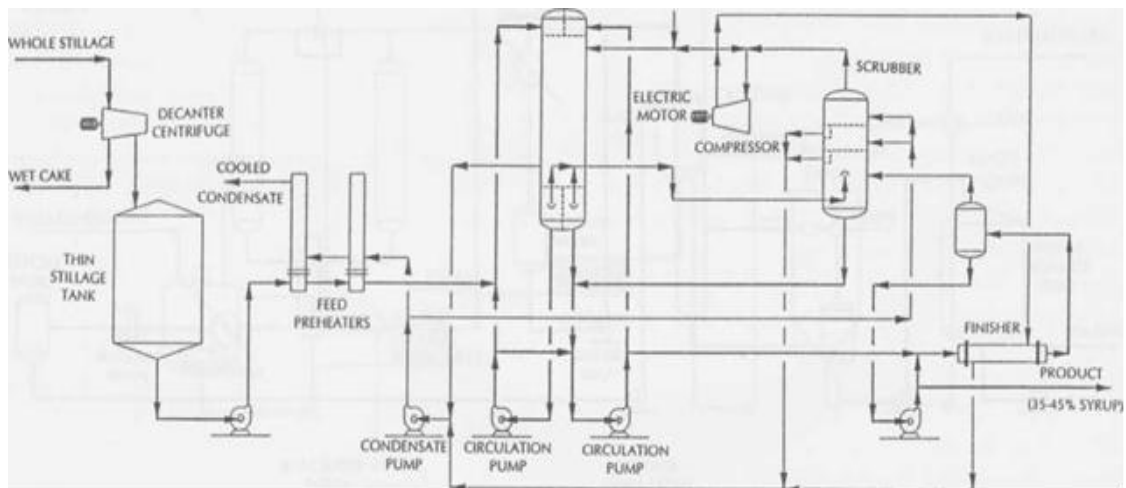 WHOLE STILLAGE
DECANTER
CENTRIFUGE
WET CAKE
COOLED
CONDENSATE
THIN
STILLAGE
TANK
FEED
PREHEATERS
ELECTRIC
MOTOR
COMPRESSOR
SCRUBBER
FINISHER
PRODUCT
(35-45% SYRUP)
CONDENSATE
PUMP
CIRCULATION
PUMP
CIRCULATION
PUMP